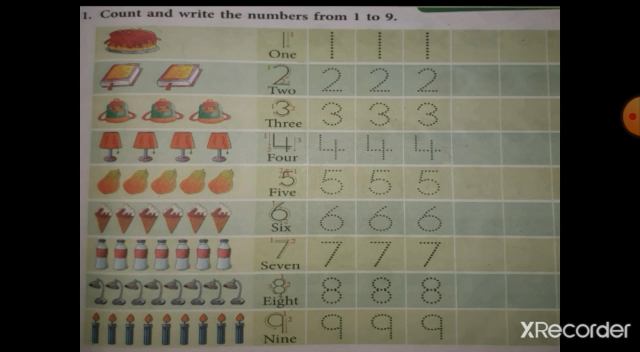 1. Count and write the numbers from 1 to 9.
1 1 1 1
One
2 2 2 2
Two
3 3 3 3
Three
4 4 4 4
Four
5 5 5 5
Five
6 6 6 6
Six
7 7 7 7
Seven
8 8 8 8
Eight
9 9 9 9
Nine
XRecorder